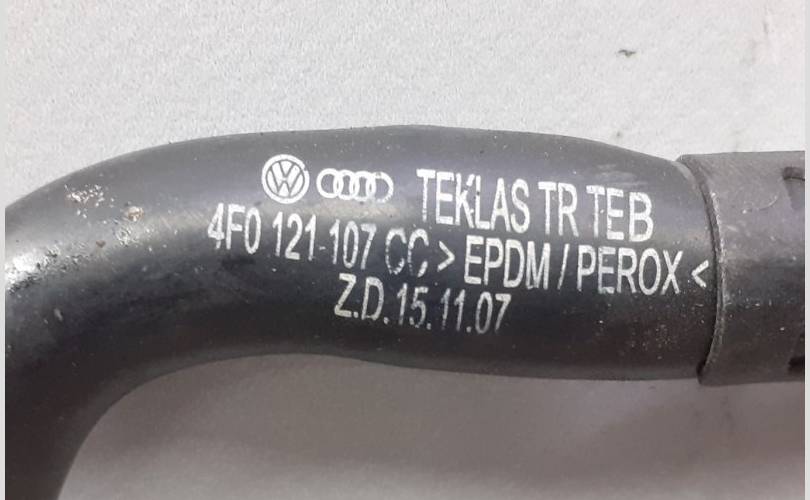 TEKLAS TR TEB
4F0 121 107 CC > EPDM / PEROX <
Z.D.15.11.07